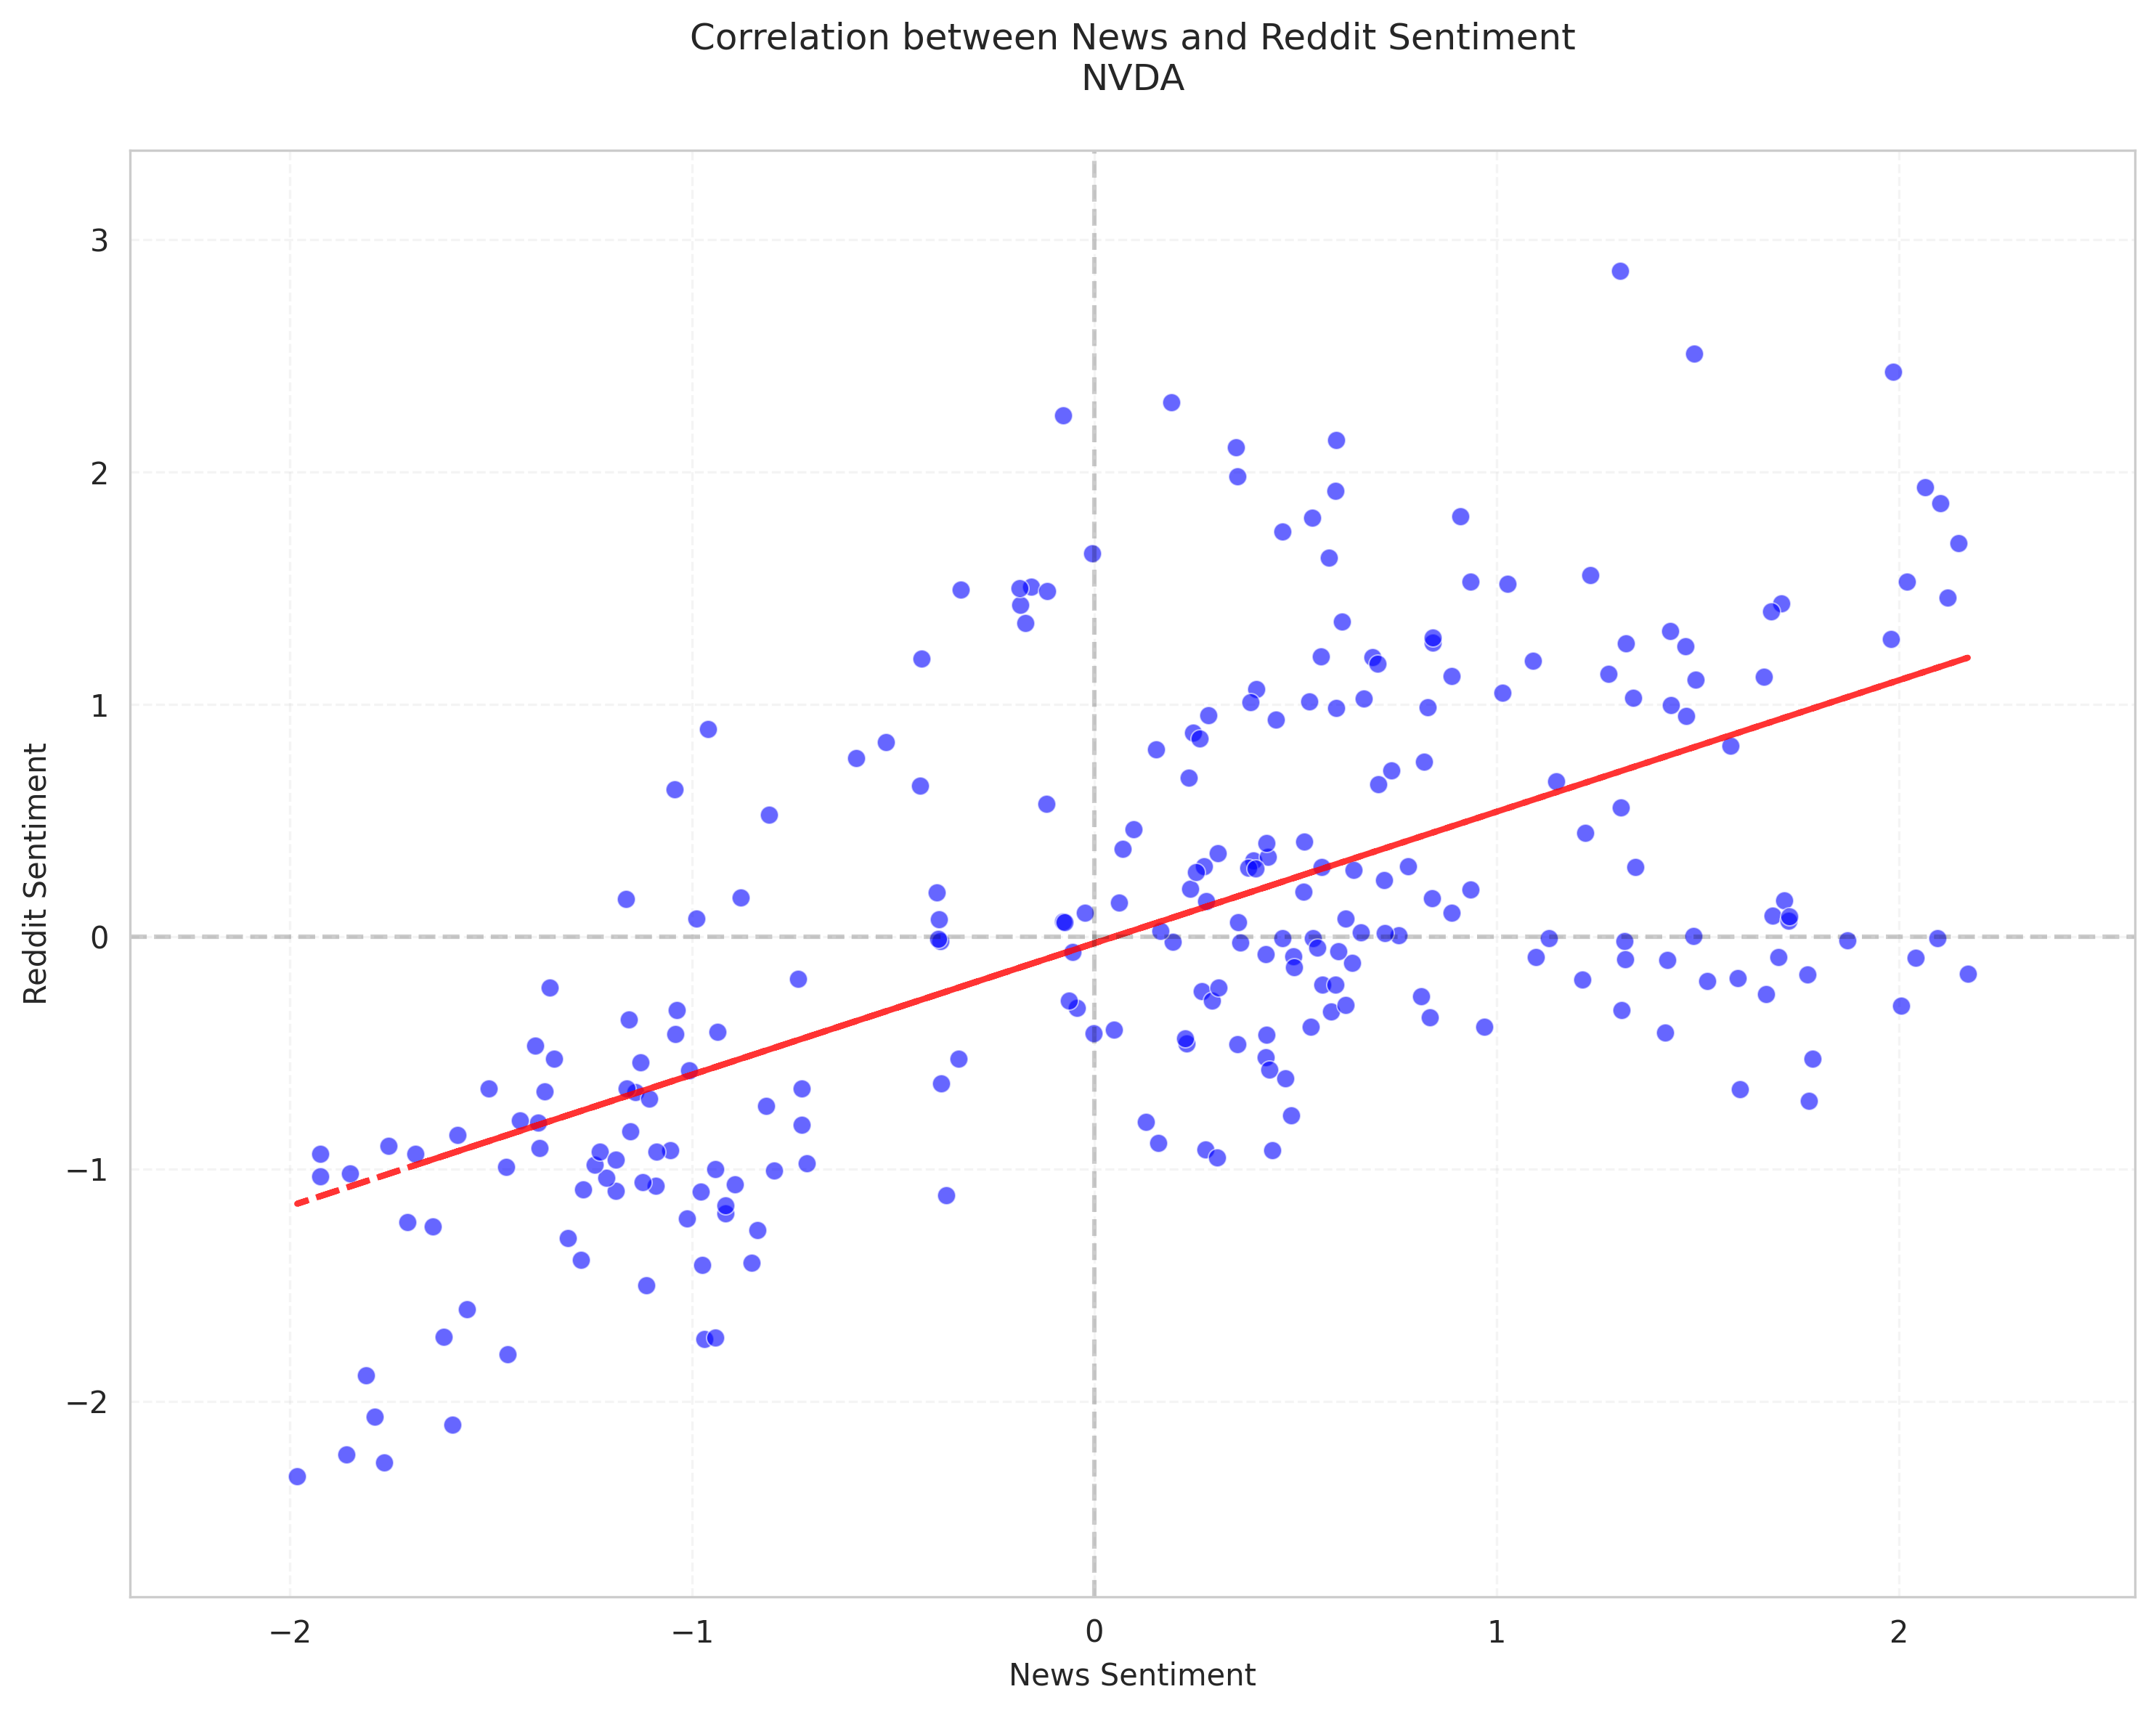 Correlation between News and Reddit Sentiment
NVDA
3
2
1
0
−1
−2
Reddit Sentiment
−2
−1
0
1
2
News Sentiment